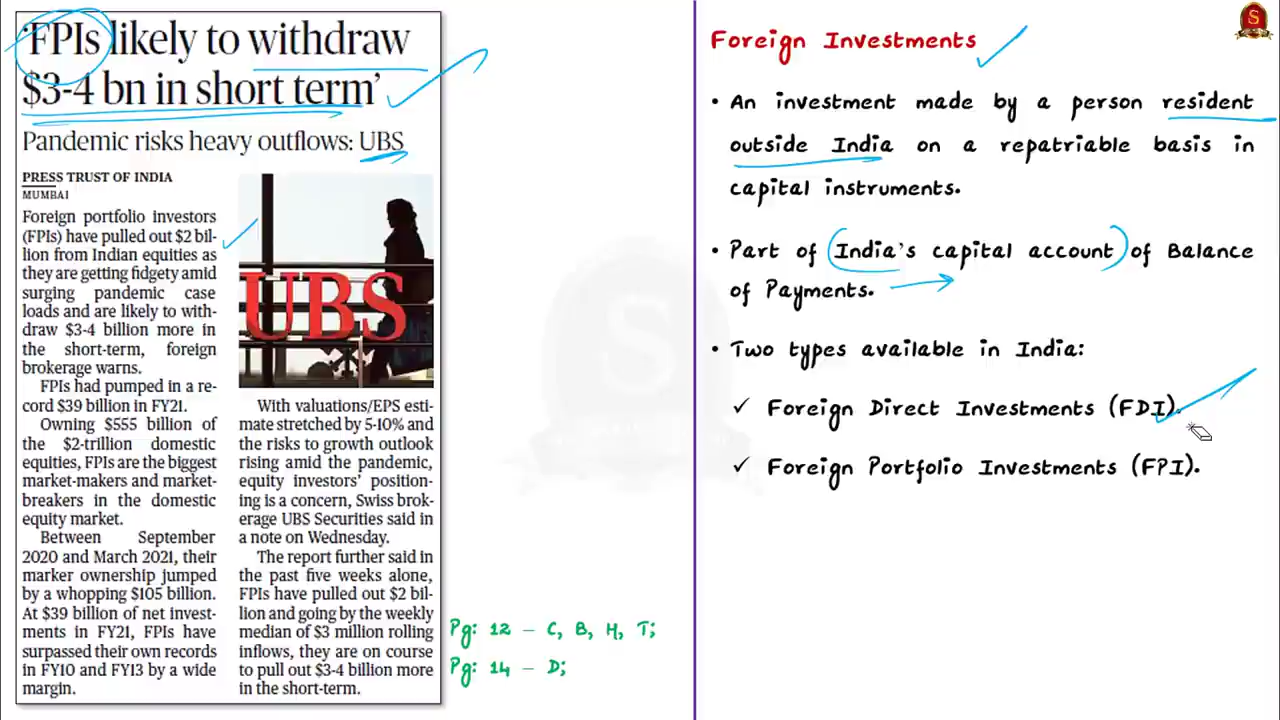 ‘FPIs likely to withdraw
$3-4 bn in short term’
Pandemic risks heavy outflows: UBS
PRESS TRUST OF INDIA
MUMBAI
Foreign portfolio investors
(FPIs) have pulled out $2 bil-
lion from Indian equities as
they are getting fidgety amid
surging pandemic case
loads and are likely to with-
draw $3-4 billion more in
the short-term, foreign
brokerage warns.
FPIs had pumped in a re-
cord $39 billion in FY21.
Owning $555 billion of
the $2-trillion domestic
equities, FPIs are the biggest
market-makers and market-
breakers in the domestic
equity market.
Between September
2020 and March 2021, their
marker ownership jumped
by a whopping $105 billion.
At $39 billion of net invest-
ments in FY21, FPIs have
surpassed their own records
in FY10 and FY13 by a wide
margin.
UBS
With valuations/EPS esti-
mate stretched by 5-10% and
the risks to growth outlook
rising amid the pandemic,
equity investors’ position-
ing is a concern, Swiss brok-
erage UBS Securities said in
a note on Wednesday.
The report further said in
the past five weeks alone,
FPIs have pulled out $2 bil-
lion and going by the weekly
median of $3 million rolling
inflows, they are on course
to pull out $3-4 billion more
in the short-term.
Pg: 12 – C, B, H, T;
Pg: 14 – D;
Foreign Investments
• An investment made by a person resident
outside India on a repatriable basis in
capital instruments.
• Part of India's capital account of Balance
of Payments.
• Two types available in India:
✓ Foreign Direct Investments (FDI).
✓ Foreign Portfolio Investments (FPI).
S